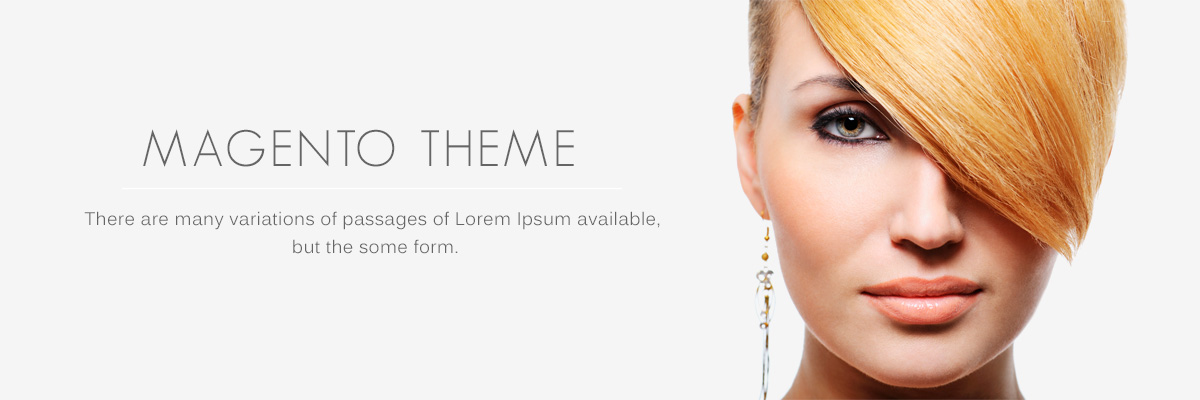 MAGENTO THEME
There are many variations of passages of Lorem Ipsum available,
but the some form.